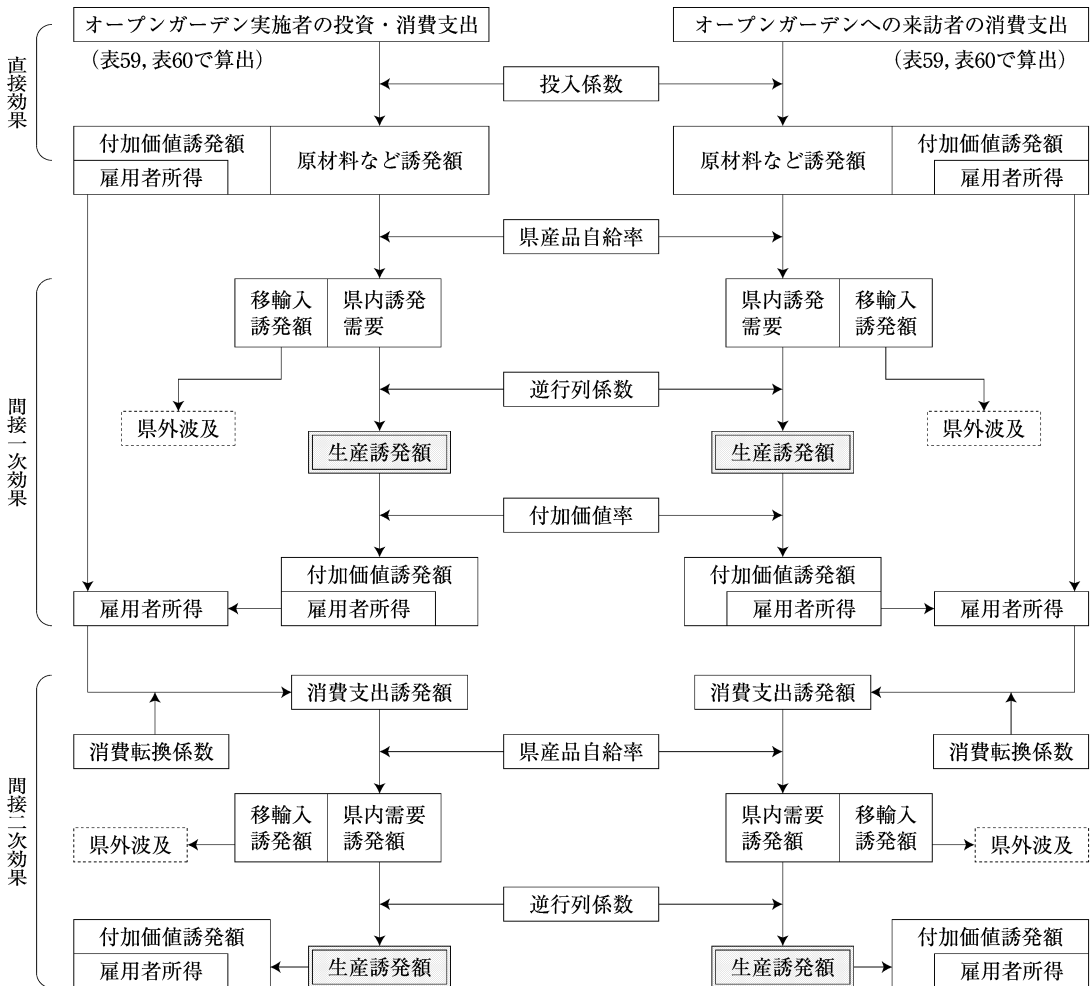 オープンガーデン実施者の投資・消費支出
オープンガーデンへの来訪者の消費支出
（表59, 表60で算出）
（表59, 表60で算出）
直接効果
投入係数
付加価値誘発額
雇用者所得
原材料など誘発額
原材料など誘発額
付加価値誘発額
雇用者所得
県産品自給率
間接一次効果
移輸入
誘発額
県内誘発
需要
県内誘発
需要
移輸入
誘発額
逆行列係数
県外波及
県外波及
生産誘発額
生産誘発額
付加価値率
付加価値誘発額
雇用者所得
付加価値誘発額
雇用者所得
雇用者所得
雇用者所得
間接二次効果
消費支出誘発額
消費支出誘発額
消費転換係数
県産品自給率
消費転換係数
県外波及
移輸入
誘発額
県内需要
誘発額
県内需要
誘発額
移輸入
誘発額
県外波及
逆行列係数
付加価値誘発額
雇用者所得
生産誘発額
生産誘発額
付加価値誘発額
雇用者所得